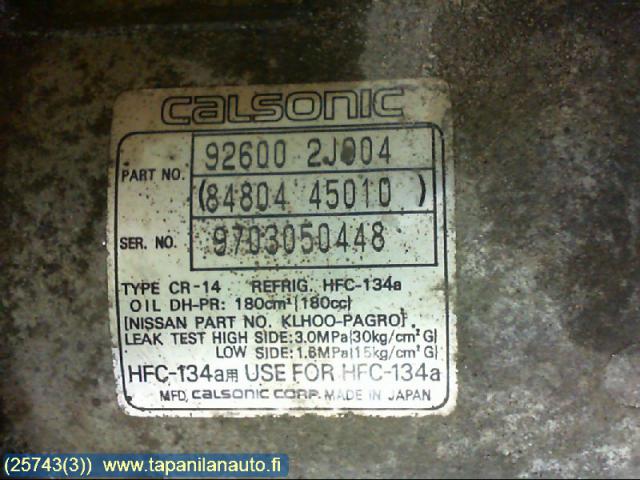 CALSONIC
PART NO. 92600 2J004
(84804 45010 )
SER. NO. 9703050448
TYPE CR-14 REFRIG. HFC-134a
OIL DH-PR: 180cm³(180cc)
(NISSAN PART NO. KLHOO-PAGRO)
LEAK TEST HIGH SIDE:3.0MPa(30kg/cm²G)
LOW SIDE:1.6MPa(15kg/cm²G)
HFC-134a用 USE FOR HFC-134a
MFD. CALSONIC CORP. MADE IN JAPAN
(25743(3)) www.tapanilanauto.fi